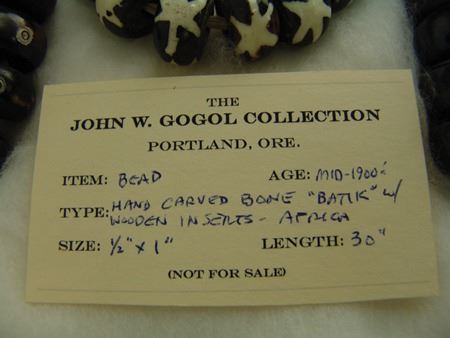 THE
JOHN W. GOGOL COLLECTION
PORTLAND, ORE.
ITEM: BEAD AGE: MID-1900's
TYPE: HAND CARVED BONE "BATIK" w/
WOODEN INSERTS - AFRICA
SIZE: ½" x 1" LENGTH: 30"
(NOT FOR SALE)